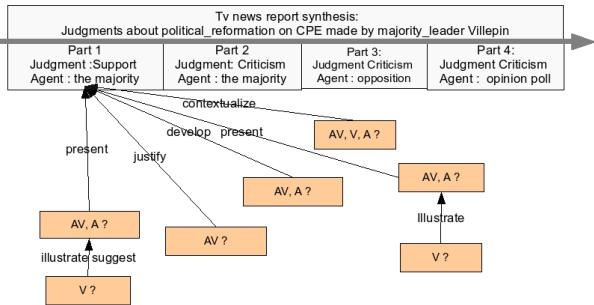 Tv news report synthesis:
Judgments about political_reformation on CPE made by majority_leader Villepin
Part 1
Judgment :Support
Agent : the majority
Part 2
Judgment: Criticism
Agent : the majority
Part 3:
Judgment Criticism
Agent : opposition
Part 4:
Judgment Criticism
Agent : opinion poll
contextualize
develop present
AV, V, A ?
present
justify
AV, A ?
AV, A ?
AV, A ?
Illustrate
AV ?
illustrate suggest
V ?
V ?